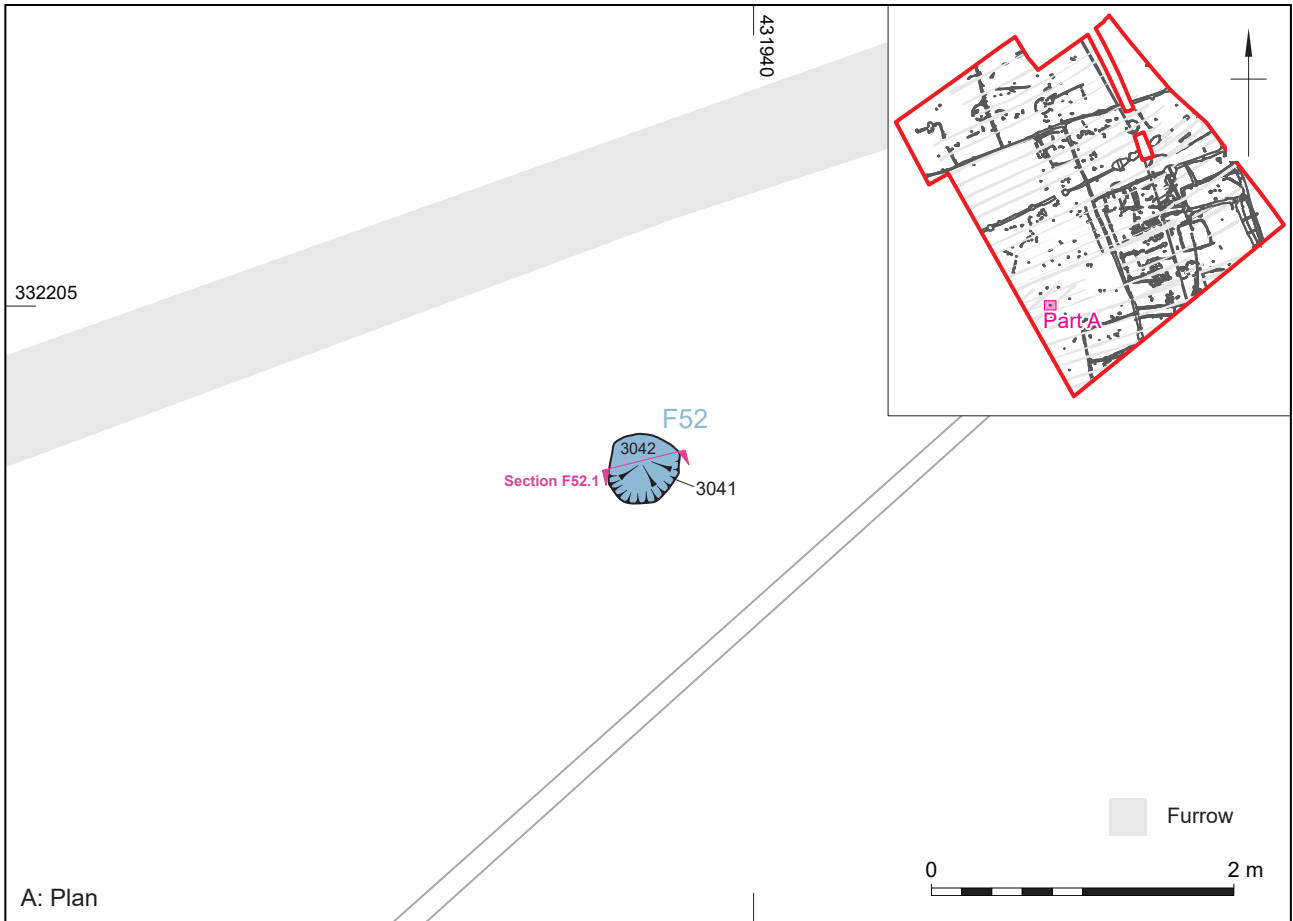 431940
Part A
332205
F52
3042
Section F52.1
3041
Furrow
0 2 m
A: Plan